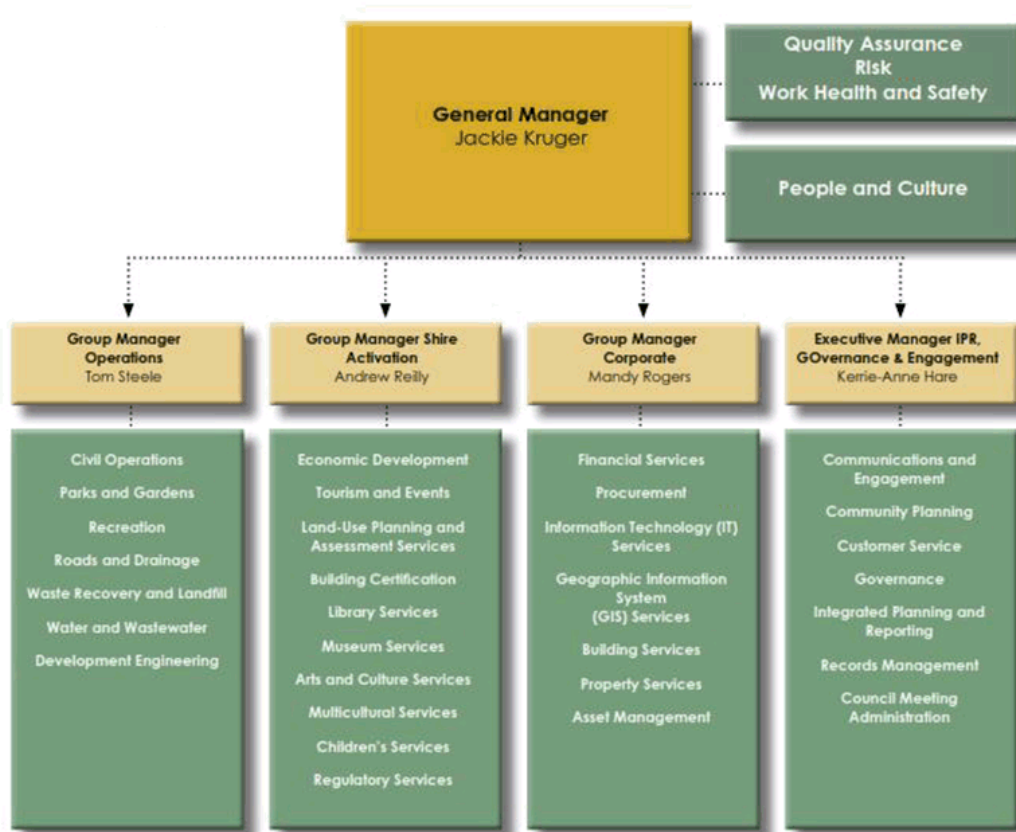 General Manager
Jackie Kruger
Quality Assurance
Risk
Work Health and Safety
People and Culture
Group Manager
Operations
Tom Steele
Group Manager Shire
Activation
Andrew Reilly
Group Manager
Corporate
Mandy Rogers
Executive Manager IPR,
GOvernance & Engagement
Kerrie-Anne Hare
Civil Operations
Parks and Gardens
Recreation
Roads and Drainage
Waste Recovery and Landfill
Water and Wastewater
Development Engineering
Economic Development
Tourism and Events
Land-Use Planning and
Assessment Services
Building Certification
Library Services
Museum Services
Arts and Culture Services
Multicultural Services
Children's Services
Regulatory Services
Financial Services
Procurement
Information Technology (IT)
Services
Geographic Information
System
(GIS) Services
Building Services
Property Services
Asset Management
Communications and
Engagement
Community Planning
Customer Service
Governance
Integrated Planning and
Reporting
Records Management
Council Meeting
Administration